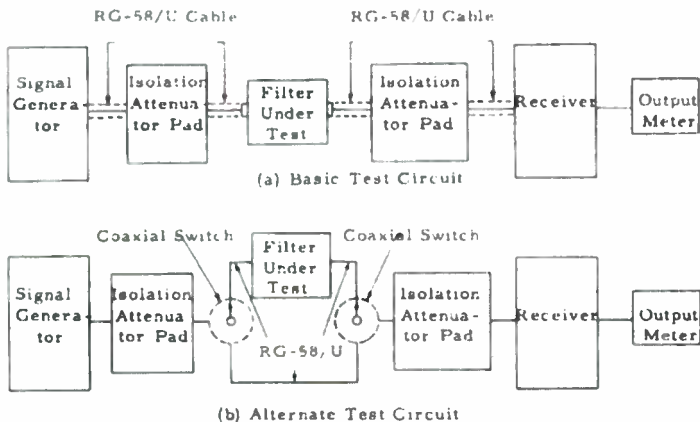 RG-58/U Cable
RG-58/U Cable
Signal
Genera
tor
Isolation
Attenua
tor Pad
Filter
Under
Test
Isolation
Attenua-
tor Pad
Receiver
Output
Meter
(a) Basic Test Circuit
Coaxial Switch
Coaxial Switch
Signal
Genera
tor
Isolation
Attenua
tor Pad
Filter
Under
Test
RG-58/U
Isolation
Attenua-
tor Pad
Receiver
Output
Meter
(b) Alternate Test Circuit